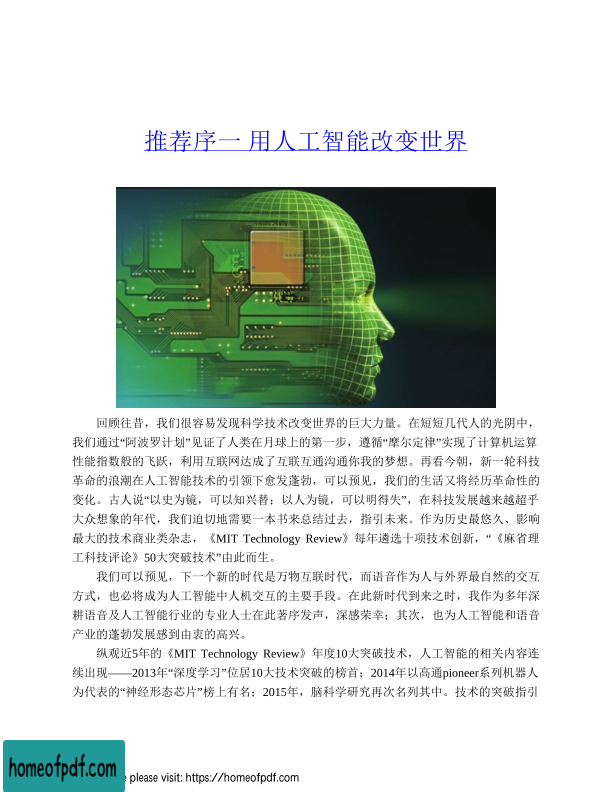 推荐序一 用人工智能改变世界
回顾往昔，我们很容易发现科学技术改变世界的巨大力量。在短短几代人的光阴中，
我们通过“阿波罗计划”见证了人类在月球上的第一步，遵循“摩尔定律”实现了计算机运算
性能指数般的飞跃，利用互联网达成了互联互通沟通你我的梦想。再看今朝，新一轮科技
革命的浪潮在人工智能技术的引领下愈发蓬勃，可以预见，我们的生活又将经历革命性的
变化。古人说“以史为镜，可以知兴替；以人为镜，可以明得失”，在科技发展越来越超乎
大众想象的年代，我们迫切地需要一本书来总结过去，指引未来。作为历史最悠久、影响
最大的技术商业类杂志，《MIT Technology Review》每年遴选十项技术创新，“《麻省理
工科技评论》50大突破技术”由此而生。
我们可以预见，下一个新的时代是万物互联时代，而语音作为人与外界最自然的交互
方式，也必将成为人工智能中人机交互的主要手段。在此新时代到来之时，我作为多年深
耕语音及人工智能行业的专业人士在此著序发声，深感荣幸；其次，也为人工智能和语音
产业的蓬勃发展感到由衷的高兴。
纵观近5年的《MIT Technology Review》年度10大突破技术，人工智能的相关内容连
续出现——2013年“深度学习”位居10大技术突破的榜首；2014年以高通pioneer系列机器人
为代表的“神经形态芯片”榜上有名；2015年，脑科学研究再次名列其中。技术的突破指引
homeofpdf.com
please visit: https://homeofpdf.com